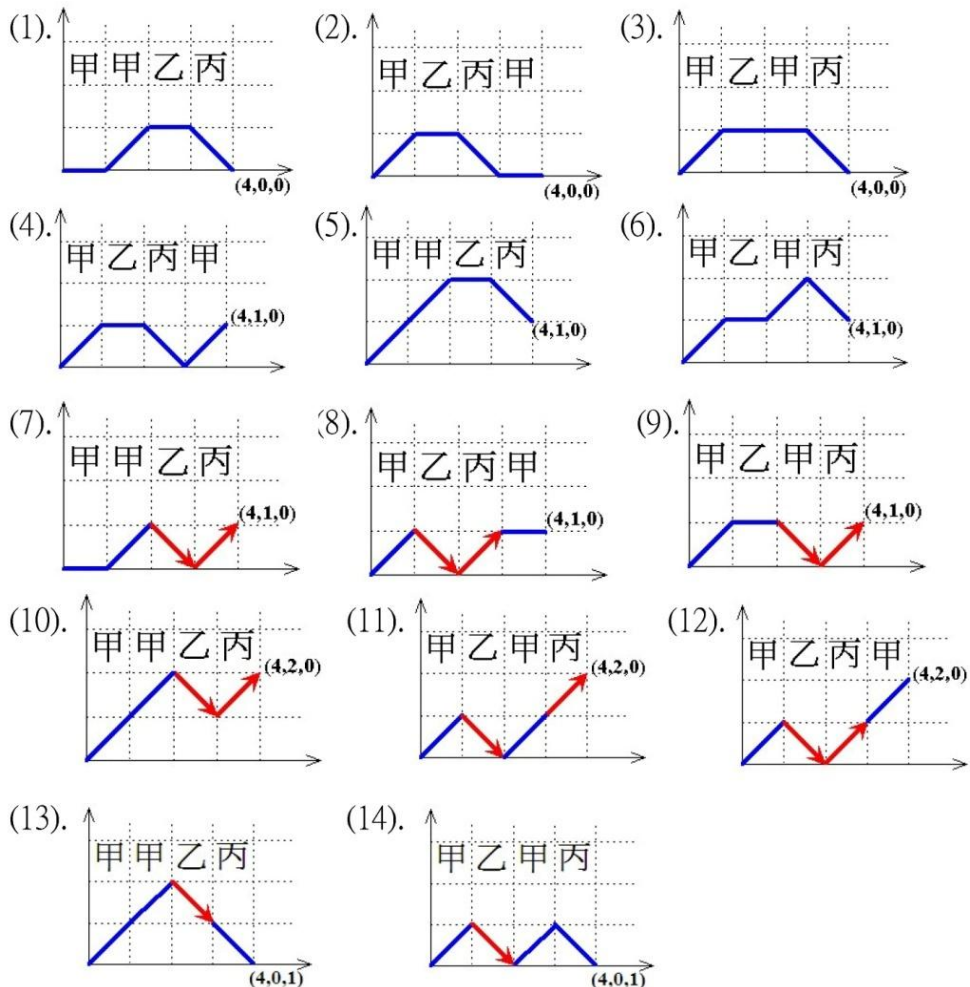 (1).
甲甲乙丙
(4,0,0)
(2).
甲乙丙甲
(4,0,0)
(3).
甲乙甲丙
(4,0,0)
(4).
甲乙丙甲
(4,1,0)
(5).
甲甲乙丙
(4,1,0)
(6).
甲乙甲丙
(4,1,0)
(7).
甲甲乙丙
(4,1,0)
(8).
甲乙丙甲
(4,1,0)
(9).
甲乙甲丙
(4,1,0)
(10).
甲甲乙丙
(4,2,0)
(11).
甲乙甲丙
(4,2,0)
(12).
甲乙丙甲
(4,2,0)
(13).
甲甲乙丙
(4,0,1)
(14).
甲乙甲丙
(4,0,1)